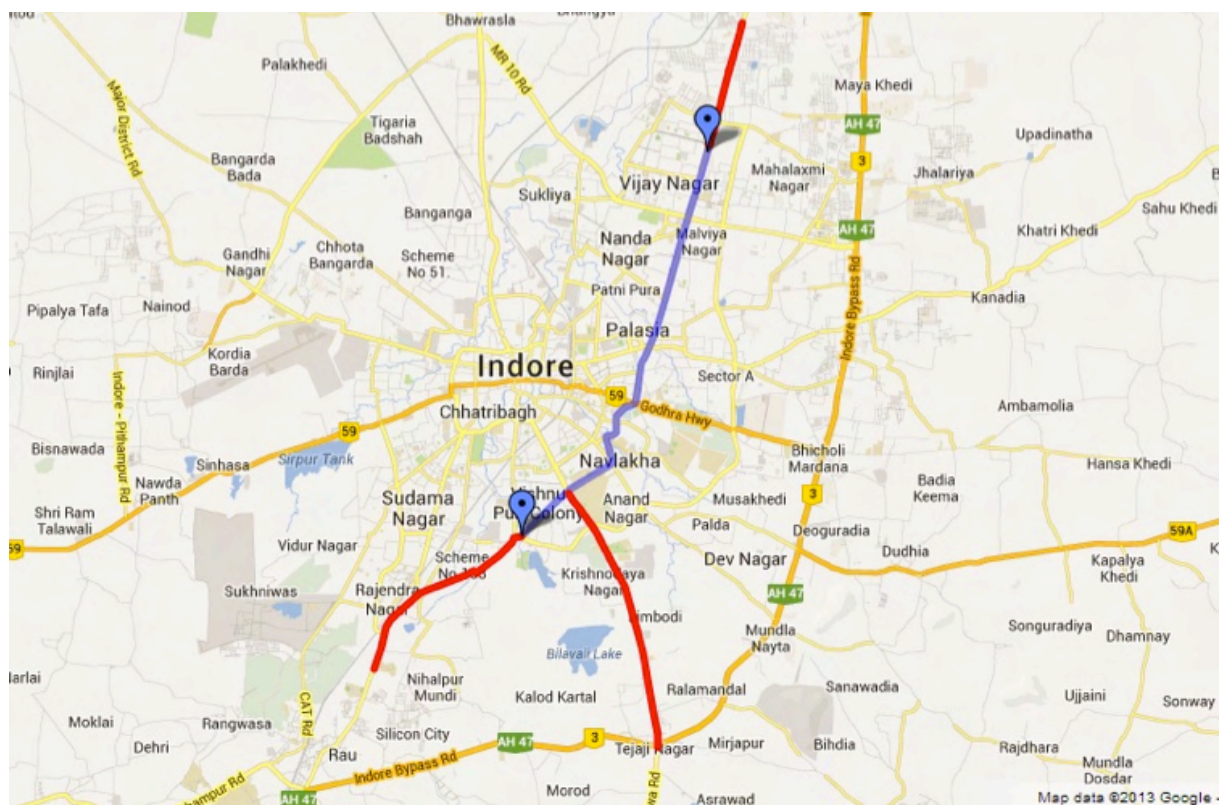 Bhawrasla
MR 10 Rd
Palakhedi
Major District Rd
Tigaria
Badshah
Maya Khedi
AH 47
Upadinatha
Bangarda
Bada
3
Mahalaxmi
Nagar
Jhalariya
Vijay Nagar
Sukliya
Banganga
Sahu Khedi
AH 47
Malviya
Nagar
Khatri Khedi
Nanda
Nagar
Gandhi
Nagar
Chhota
Bangarda
Scheme
No 51.
Patni Pura
Kanadia
Pipalya Tafa
Nainod
Indore Bypass Rd
Palasia
Kordia
Barda
Rinjlai
Indore
Sector A
Indore - Pithampur Rd
59
Godhra Hwy
Ambamolia
Chhatribagh
59
Bisnawada
Sinhasa
Sirpur Tank
Navlakha
Bhicholi
Mardana
Hansa Khedi
Nawda
Panth
3
Badia
Keema
Sudama
Nagar
Vishnu
Puri Colony
Anand
Nagar
Musakhedi
Shri Ram
Talawali
Palda
Deoguradia
59A
59
Vidur Nagar
Scheme
Dudhia
Dev Nagar
Kapalya
Khedi
Krishnodaya
Nagar
Sukhniwas
Rajendra
Nagar
AH 47
Limbodi
Mundla
Nayta
Songuradiya
Dhamnay
Bilavali Lake
Nihalpur
Mundi
Kalod Kartal
Ralamandal
Sanawadia
Ujjaini
Sonway
CAT Rd
Moklai
Rangwasa
Silicon City
AH 47
3
Tejaji Nagar
Mirjapur
Bihdia
Rajdhara
Dehri
Rau
Indore Bypass Rd
Mundla
Dosdar
AH 47
Morod
Asrawad
Map data ©2013 Google -